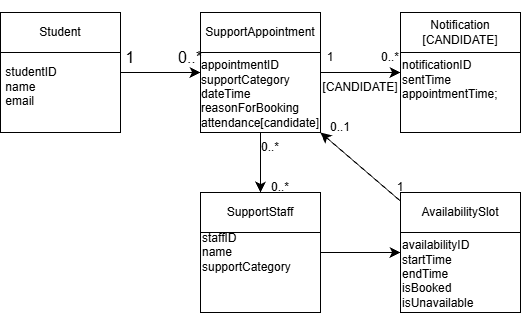 Student
studentID
name
email
1
0..*
SupportAppointment
appointmentID
supportCategory
dateTime
reasonForBooking
attendance[candidate]
1
0..*
[CANDIDATE]
Notification
[CANDIDATE]
notificationID
sentTime
appointmentTime;
0..*
0..*
0..1
1
SupportStaff
staffID
name
supportCategory
AvailabilitySlot
availabilityID
startTime
endTime
isBooked
isUnavailable